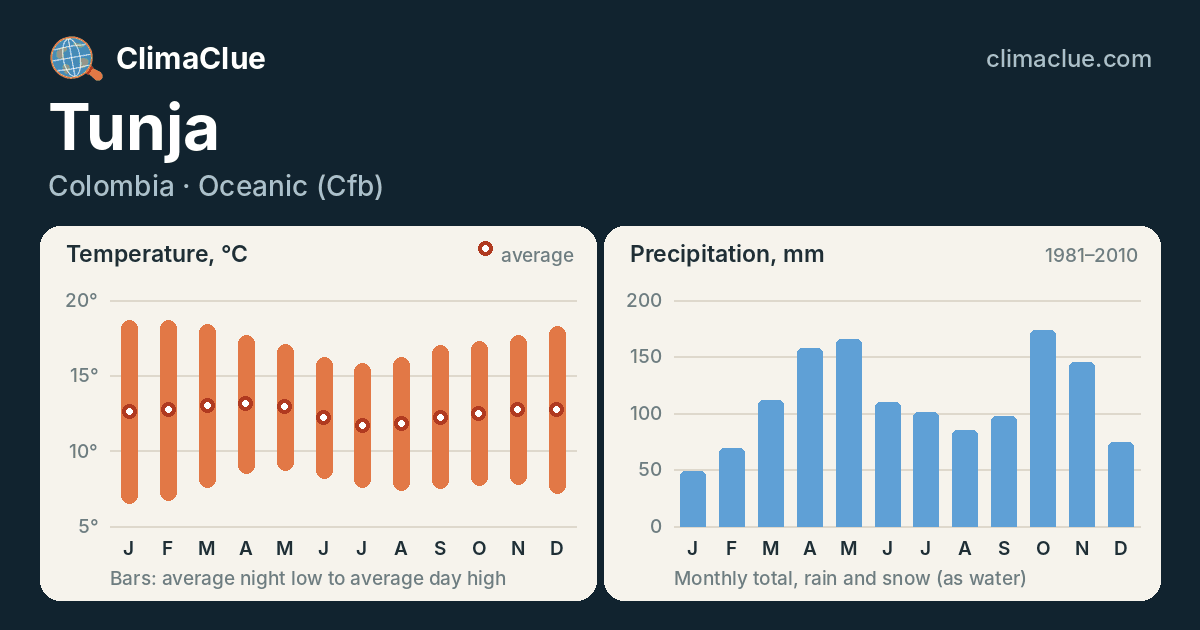 ClimaClue
climaclue.com
Tunja
Colombia · Oceanic (Cfb)
Temperature, °C
average
20°
15°
10°
5°
J F M A M J J A S O N D
Bars: average night low to average day high
Precipitation, mm
1981–2010
200
150
100
50
0
J F M A M J J A S O N D
Monthly total, rain and snow (as water)